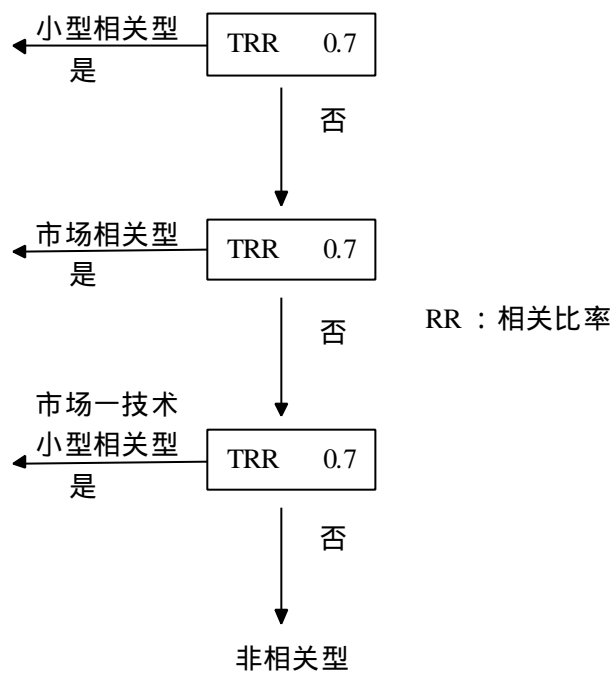 小型相关型
TRR 0.7
是
否
市场相关型
TRR 0.7
是
否
RR ：相关比率
市场一技术
小型相关型
TRR 0.7
是
否
非相关型